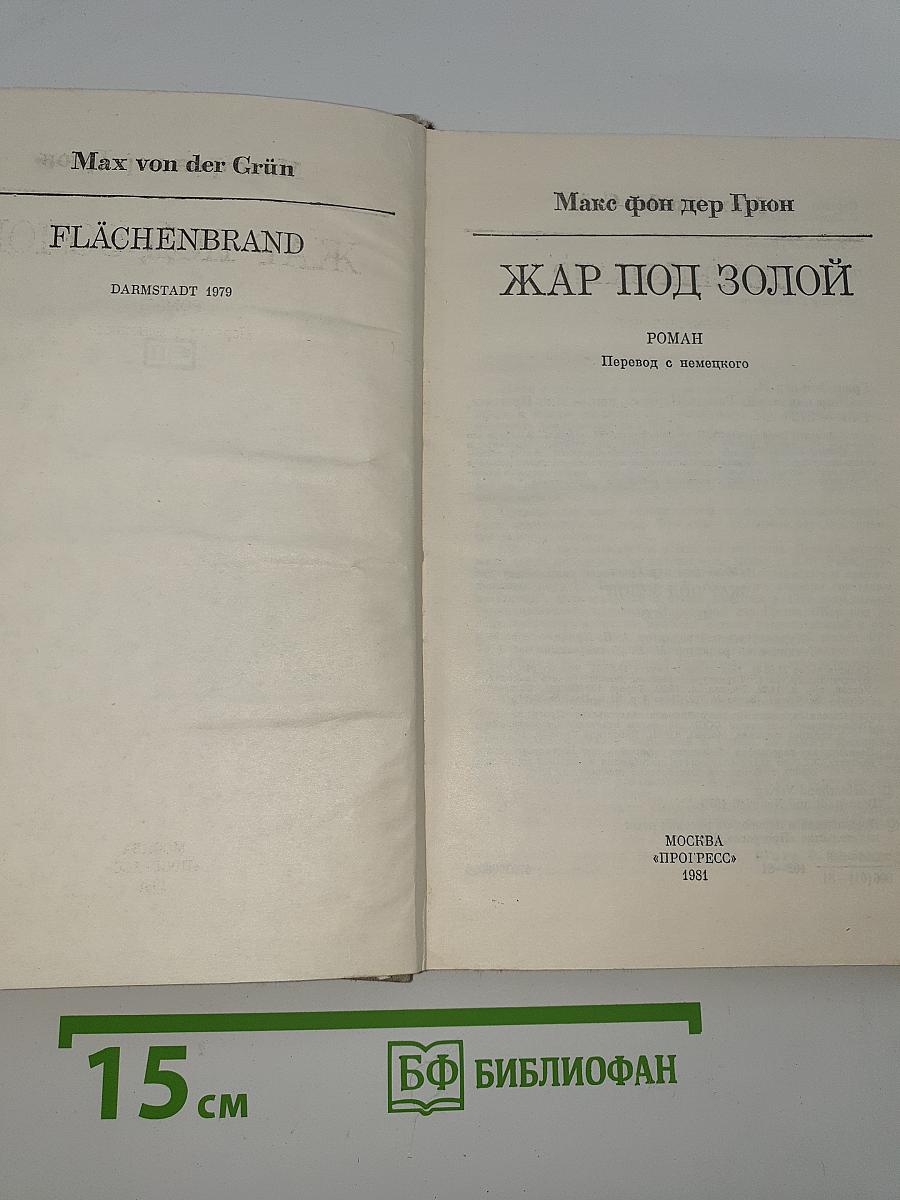 Max von der Grün
FLÄCHENBRAND
DARMSTADT 1979
Макс фон дер Грюн
ЖАР ПОД ЗОЛОЙ
РОМАН
Перевод с немецкого
МОСКВА
«ПРОГРЕСС»
1981
15 см
БФ БИБЛИОФАН